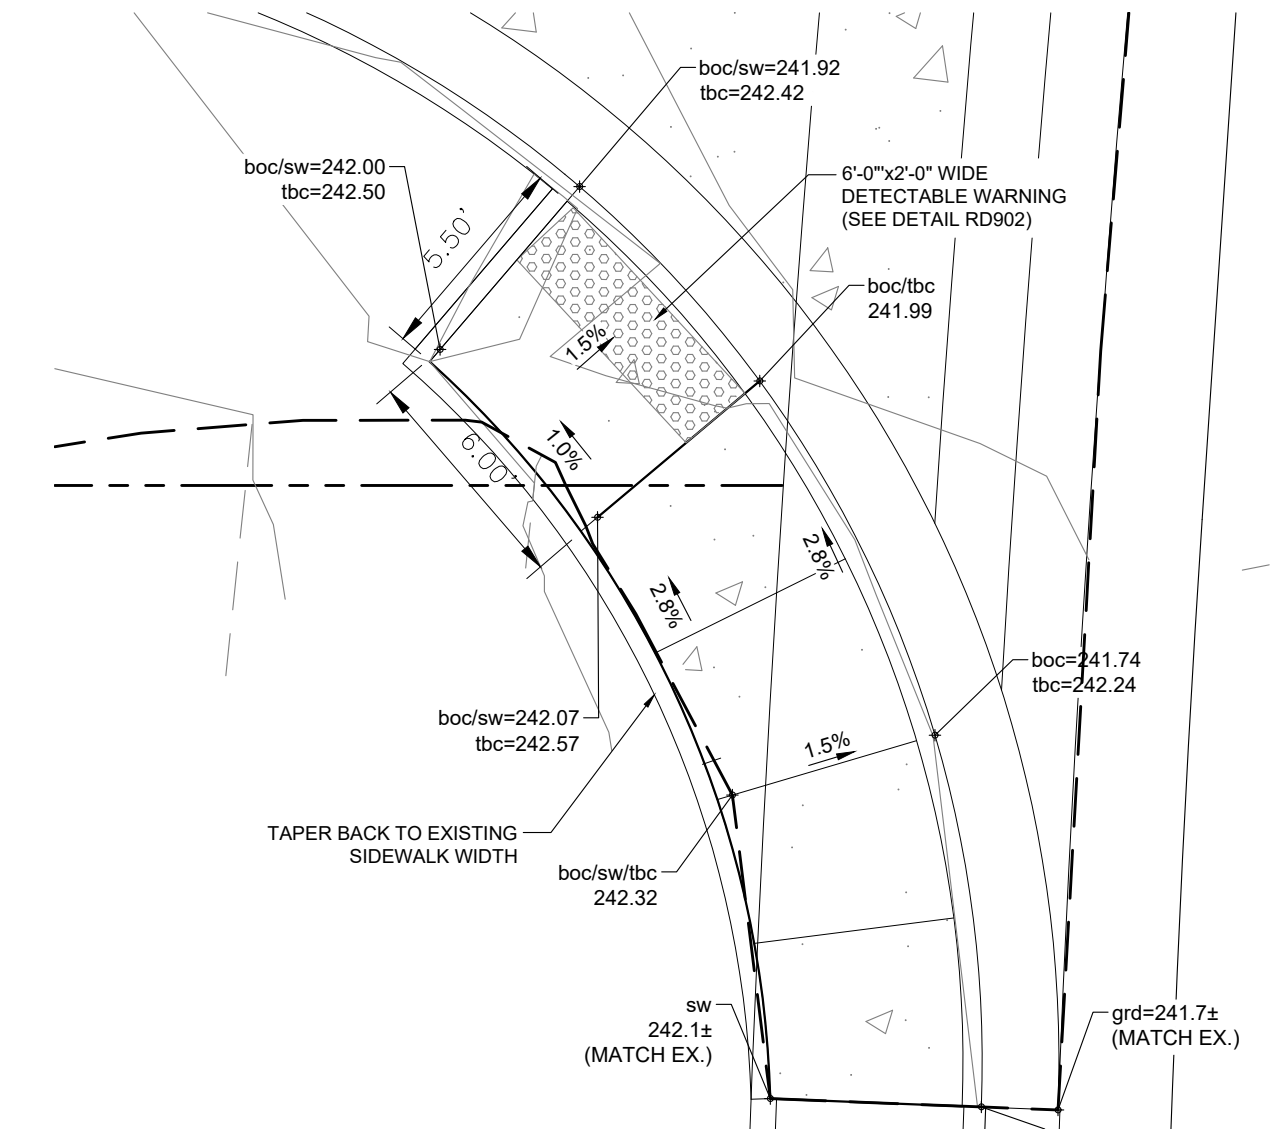 boc/sw=241.92
tbc=242.42
boc/sw=242.00
tbc=242.50
6'-0""x2'-0" WIDE
DETECTABLE WARNING
(SEE DETAIL RD902)
5.50'
boc/tbc
241.99
1.5%
1.0%
6.00'
2.8%
2.8%
boc=241.74
tbc=242.24
boc/sw=242.07
tbc=242.57
1.5%
TAPER BACK TO EXISTING
SIDEWALK WIDTH
boc/sw/tbc
242.32
sw
242.1±
(MATCH EX.)
grd=241.7±
(MATCH EX.)